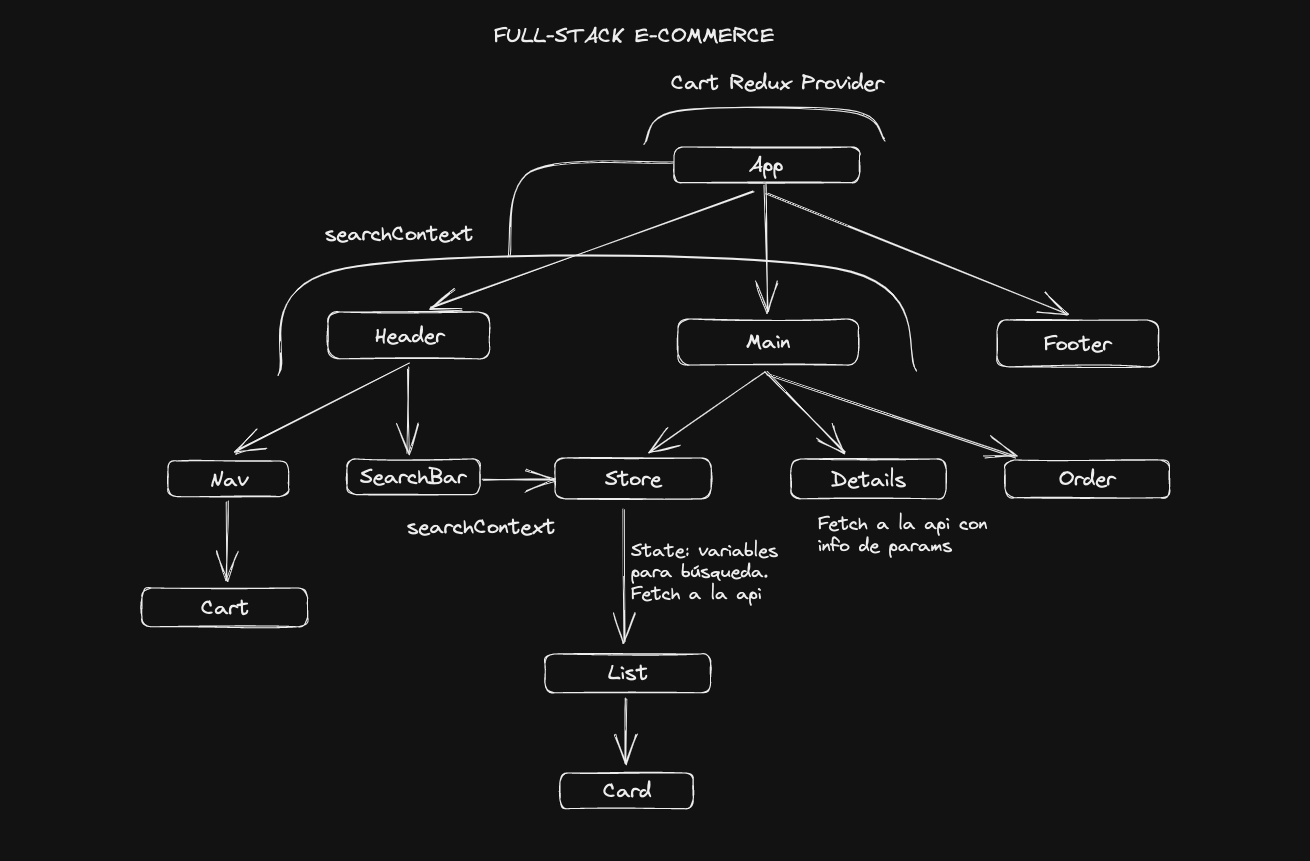 FULL-STACK E-COMMERCE
Cart Redux Provider
App
searchContext
Header
Main
Footer
Nav
SearchBar
Store
Details
Order
searchContext
Fetch a la api con
info de params
State: variables
para búsqueda.
Fetch a la api
Cart
List
Card